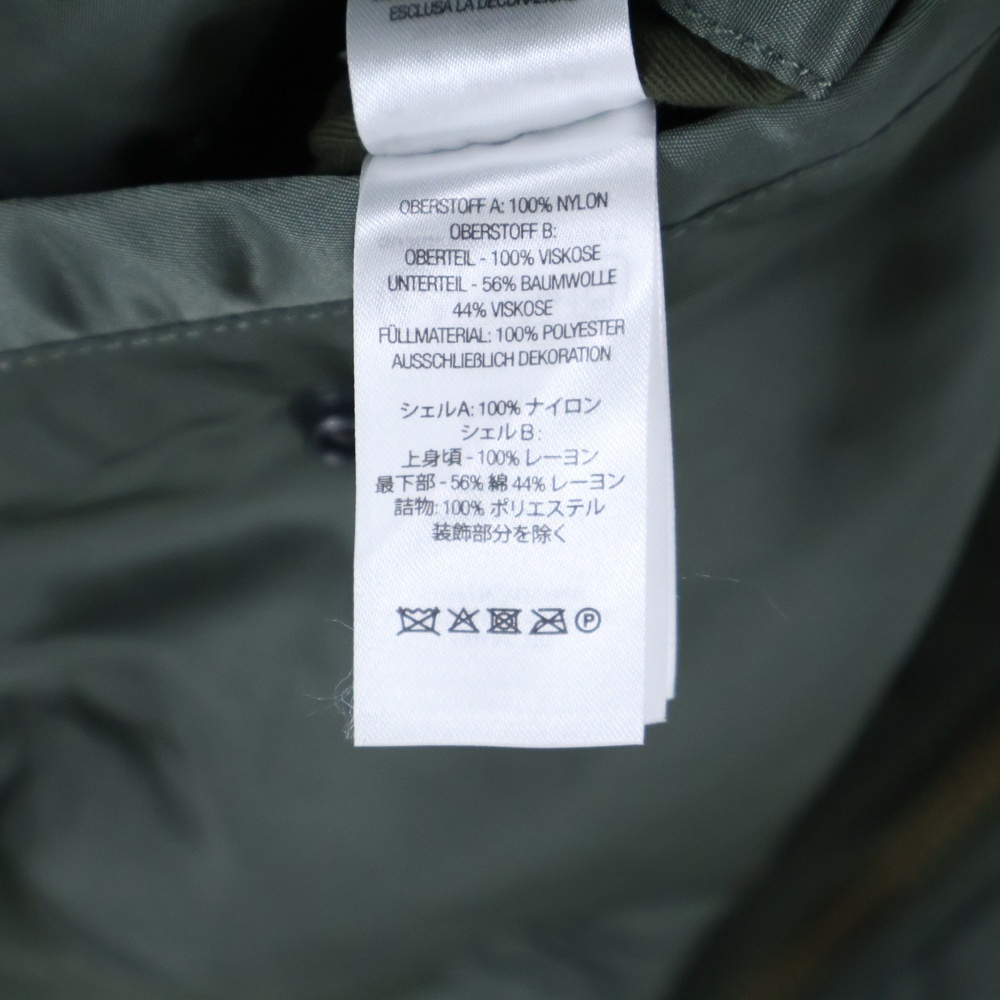 ESCLUSA LA DECORAZIONE
OBERSTOFF A: 100% NYLON
OBERSTOFF B:
OBERTEIL - 100% VISKOSE
UNTERTEIL - 56% BAUMWOLLE
44% VISKOSE
FÜLLMATERIAL: 100% POLYESTER
AUSSCHLIEßLICH DEKORATION
シェルA: 100% ナイロン
シェルB:
上身頃 - 100% レーヨン
最下部 - 56% 綿 44% レーヨン
詰物: 100% ポリエステル
装飾部分を除く
P